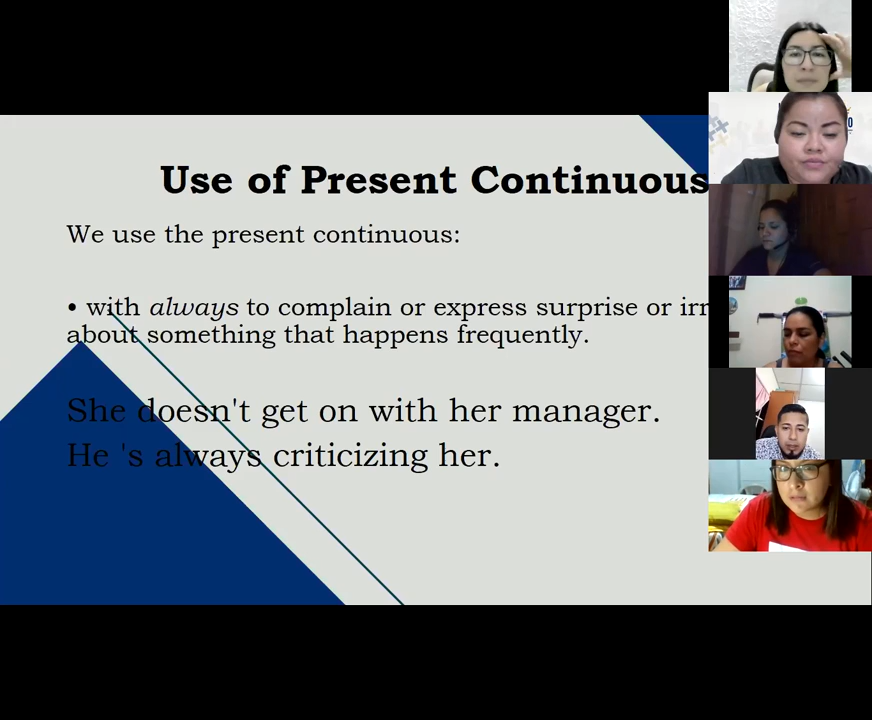 Use of Present Continuous
We use the present continuous:
• with always to complain or express surprise or
about something that happens frequently.
She doesn't get on with her manager.
He 's always criticizing her.